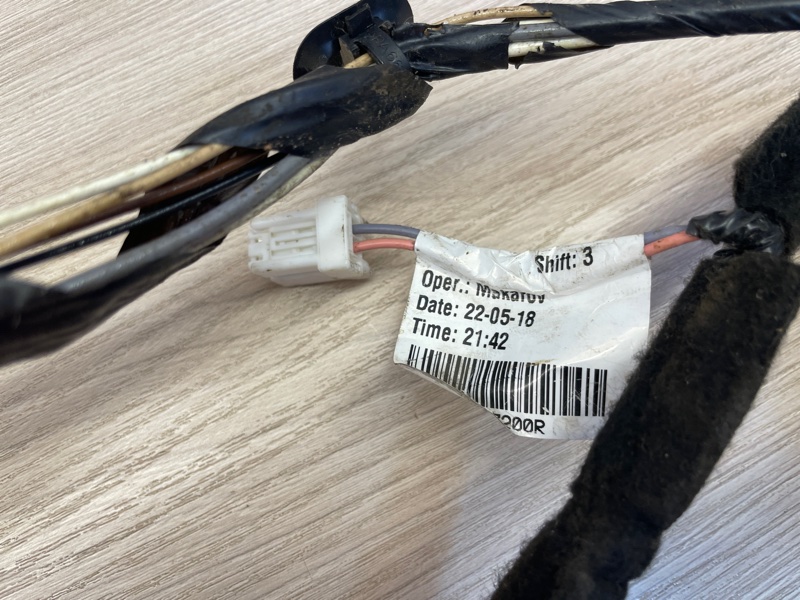 Shift: 3
Oper.: Makarov
Date: 22-05-18
Time: 21:42